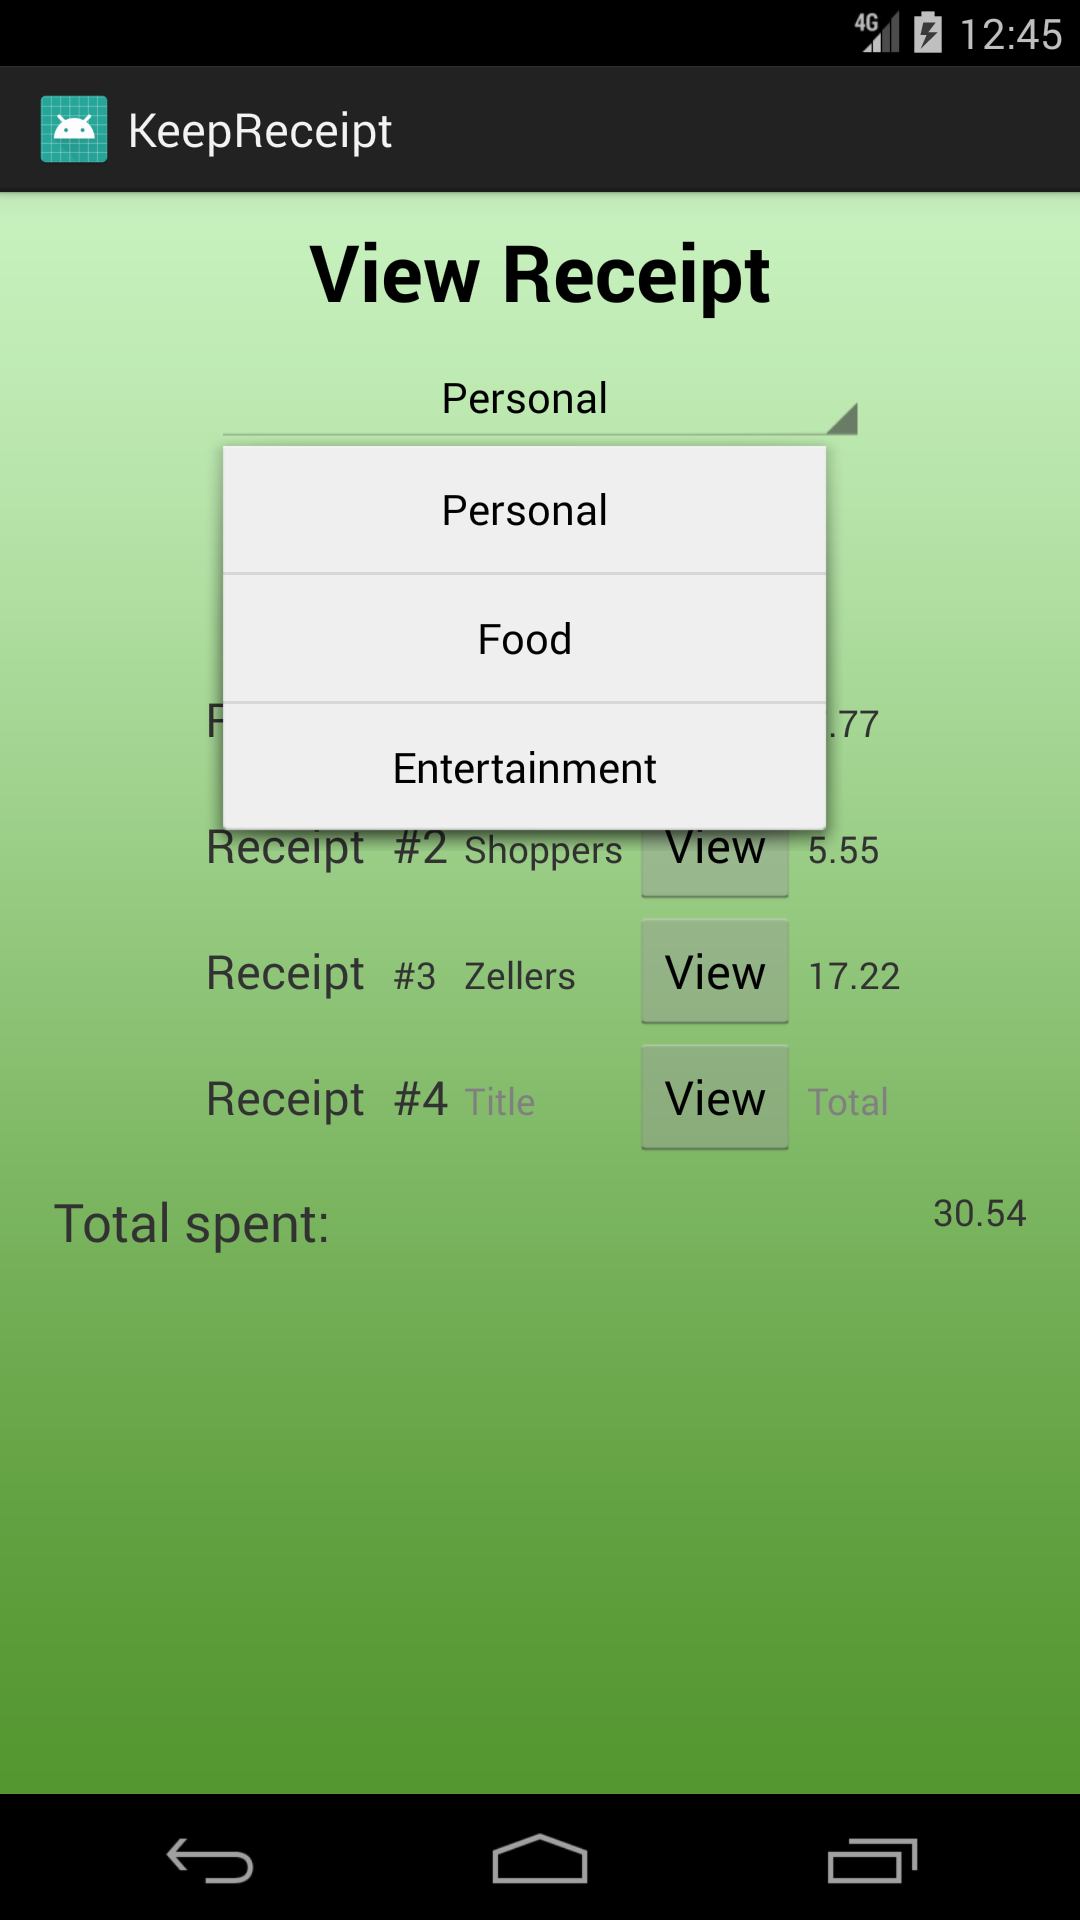 4G 12:45
KeepReceipt
View Receipt
Personal
Personal
Food
Entertainment
.77
Receipt #2 Shoppers View 5.55
Receipt #3 Zellers View 17.22
Receipt #4 Title View Total
Total spent: 30.54